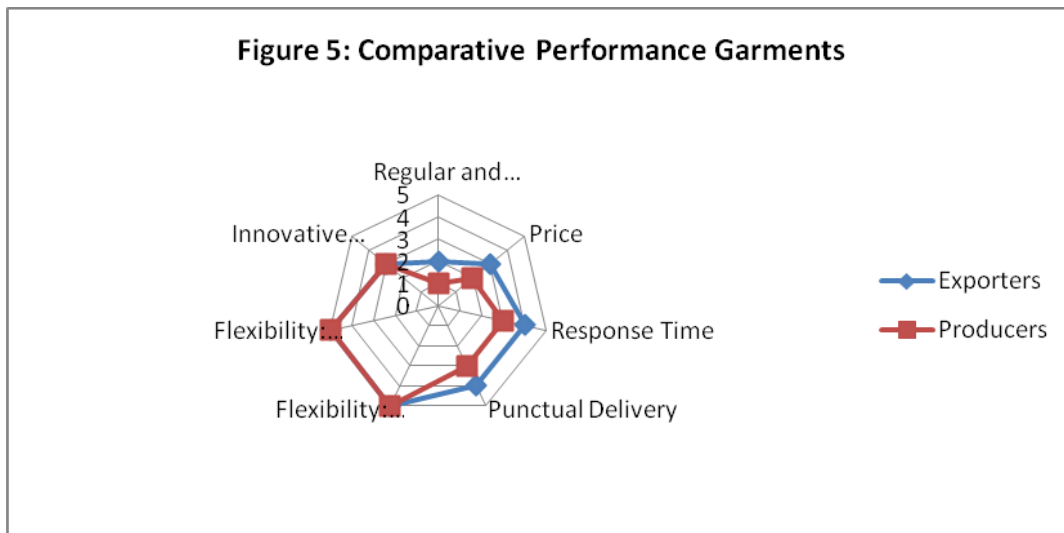 Figure 5: Comparative Performance Garments
Regular and...
5
4
3
2
1
0
Innovative...
Price
Flexibility:...
Response Time
Flexibility:...
Punctual Delivery
Exporters
Producers